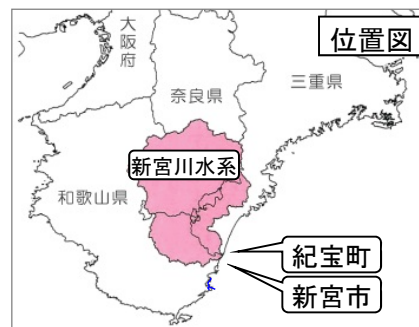 位置図
大阪府
奈良県
三重県
新宮川水系
和歌山県
紀宝町
新宮市